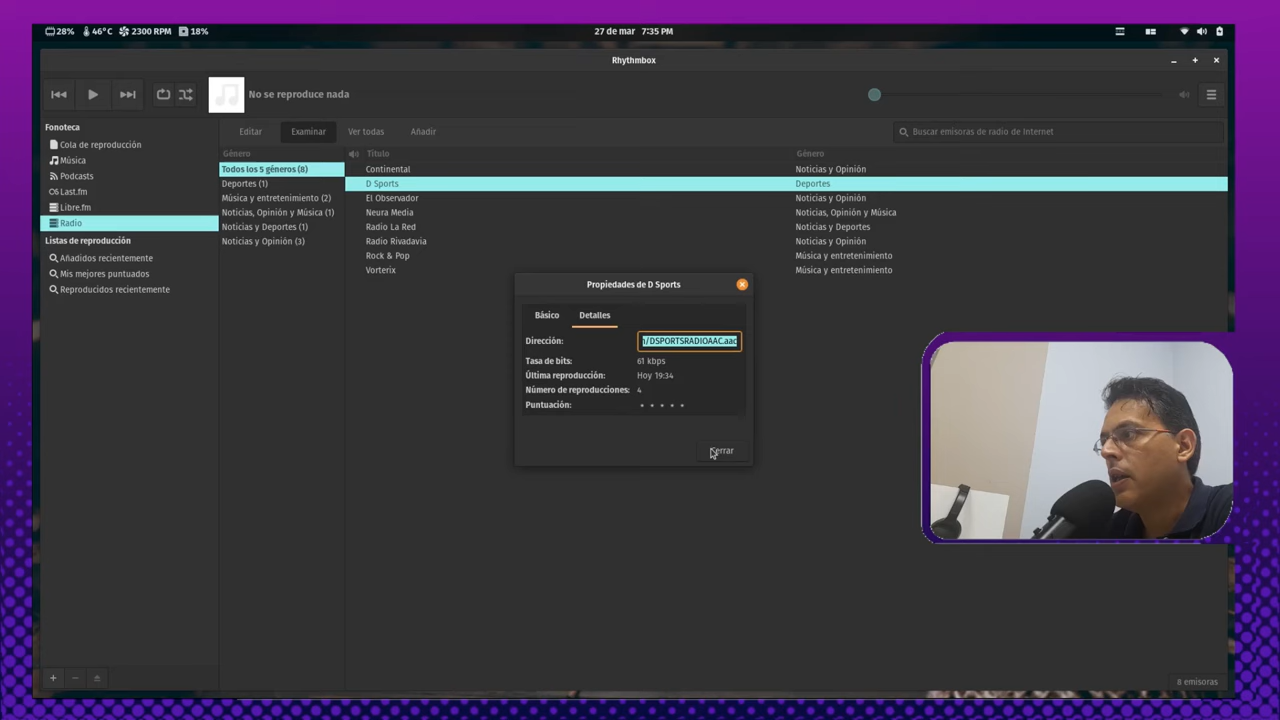 28% 46°C 2300 RPM 18%
27 de mar 7:35 PM
Rhythmbox
No se reproduce nada
Fonoteca
Cola de reproducción
Música
Podcasts
Last.fm
Libre.fm
Radio
Listas de reproducción
Añadidos recientemente
Mis mejores puntuados
Reproducidos recientemente
Editar Examinar Ver todas Añadir
Buscar emisoras de radio de Internet
Género
Todos los 5 géneros (8)
Deportes (1)
Música y entretenimiento (2)
Noticias, Opinión y Música (1)
Noticias y Deportes (1)
Noticias y Opinión (3)
Título Género
Continental Noticias y Opinión
D Sports Deportes
El Observador Noticias y Opinión
Neura Media Noticias, Opinión y Música
Radio La Red Noticias y Deportes
Radio Rivadavia Noticias y Opinión
Rock & Pop Música y entretenimiento
Vorterix Música y entretenimiento
Propiedades de D Sports
Básico Detalles
Dirección: /DSPORTSRADIOAAC.aac
Tasa de bits: 61 kbps
Última reproducción: Hoy 19:34
Número de reproducciones: 4
Puntuación:
Cerrar
8 emisoras